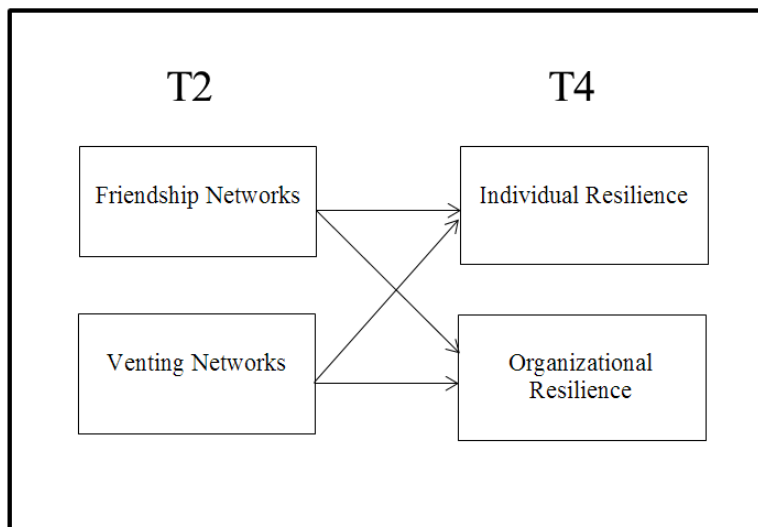 T2
T4
Friendship Networks
Individual Resilience
Venting Networks
Organizational
Resilience